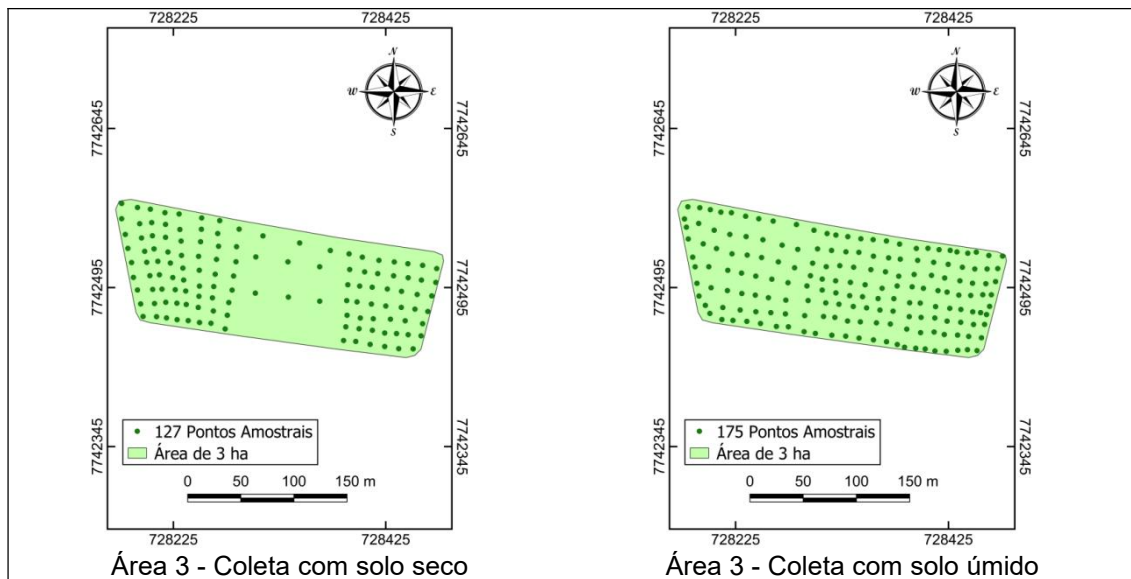 728225 728425
N
W E
S
7742645 7742645
7742495 7742495
7742345 7742345
127 Pontos Amostrais
Área de 3 ha
0 50 100 150 m
728225 728425
Área 3 - Coleta com solo seco
728225 728425
N
W E
S
7742645 7742645
7742495 7742495
7742345 7742345
175 Pontos Amostrais
Área de 3 ha
0 50 100 150 m
728225 728425
Área 3 - Coleta com solo úmido